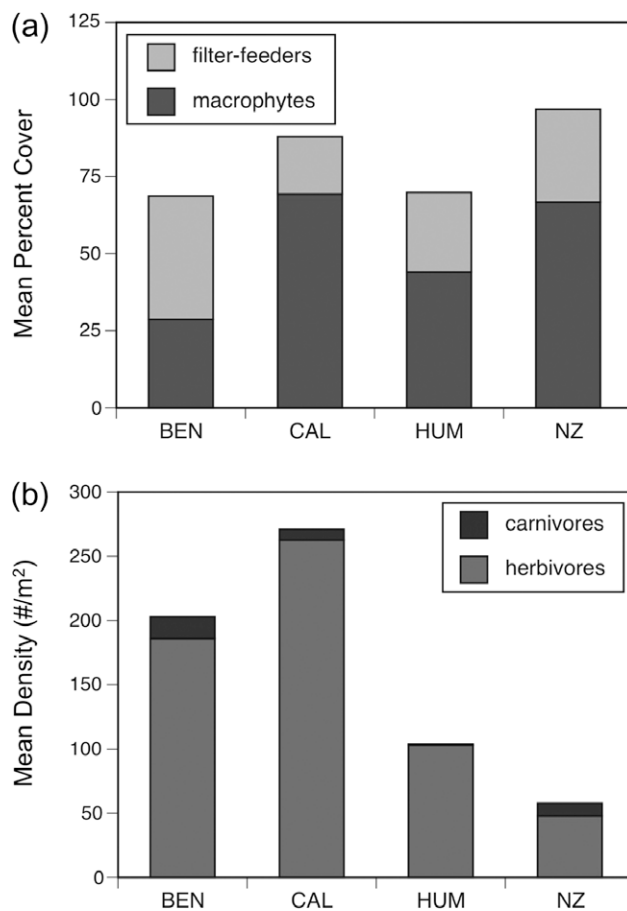 (a)
125
100
75
50
25
0
Mean Percent Cover
filter-feeders
macrophytes
BEN CAL HUM NZ
(b)
300
250
200
150
100
50
0
Mean Density (#/m²)
carnivores
herbivores
BEN CAL HUM NZ